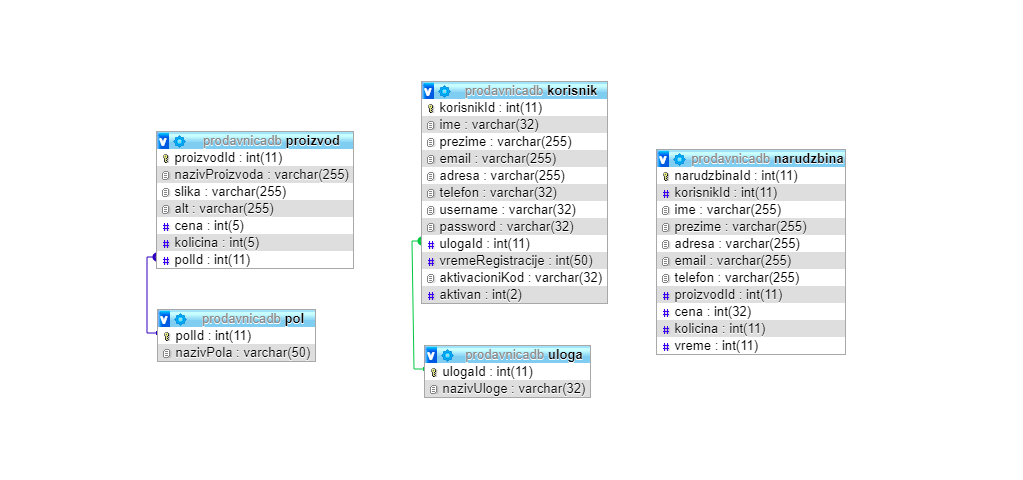 prodavnicadb proizvod
proizvodId : int(11)
nazivProizvoda : varchar(255)
slika : varchar(255)
alt : varchar(255)
cena : int(5)
kolicina : int(5)
polId : int(11)
prodavnicadb pol
polId : int(11)
nazivPola : varchar(50)
prodavnicadb korisnik
korisnikId : int(11)
ime : varchar(32)
prezime : varchar(255)
email : varchar(255)
adresa : varchar(255)
telefon : varchar(32)
username : varchar(32)
password : varchar(32)
ulogaId : int(11)
vremeRegistracije : int(50)
aktivacioniKod : varchar(32)
aktivan : int(2)
prodavnicadb uloga
ulogaId : int(11)
nazivUloge : varchar(32)
prodavnicadb narudzbina
narudzbinaId : int(11)
korisnikId : int(11)
ime : varchar(255)
prezime : varchar(255)
adresa : varchar(255)
email : varchar(255)
telefon : varchar(255)
proizvodId : int(11)
cena : int(32)
kolicina : int(11)
vreme : int(11)